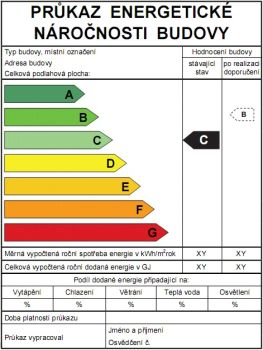 PRŮKAZ ENERGETICKÉ
NÁROČNOSTI BUDOVY
Typ budovy, místní označení
Adresa budovy
Celková podlahová plocha:
Hodnocení budovy
stávající stav
po realizaci doporučení
A
B
C
D
E
F
G
C
B
Měrná vypočtená roční spotřeba energie v kWh/m²rok XY XY
Celková vypočtená roční dodaná energie v GJ XY XY
Podíl dodané energie připadající na:
Vytápění Chlazení Větrání Teplá voda Osvětlení
% % % % %
Doba platnosti průkazu
Průkaz vypracoval
Jméno a příjmení
Osvědčení č.